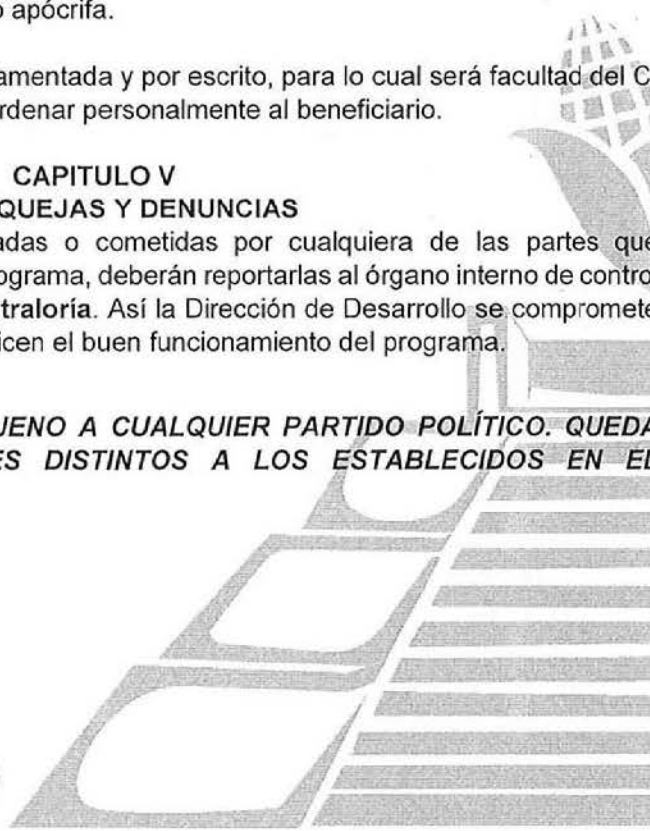 o apócrifa.
amentada y por escrito, para lo cual será facultad del C
rdenar personalmente al beneficiario.
CAPITULO V
QUEJAS Y DENUNCIAS
adas o cometidas por cualquiera de las partes que
ograma, deberán reportarlas al órgano interno de contro
traloría. Así la Dirección de Desarrollo se compromete
icen el buen funcionamiento del programa.
JENO A CUALQUIER PARTIDO POLÍTICO. QUEDA
ES DISTINTOS A LOS ESTABLECIDOS EN EL